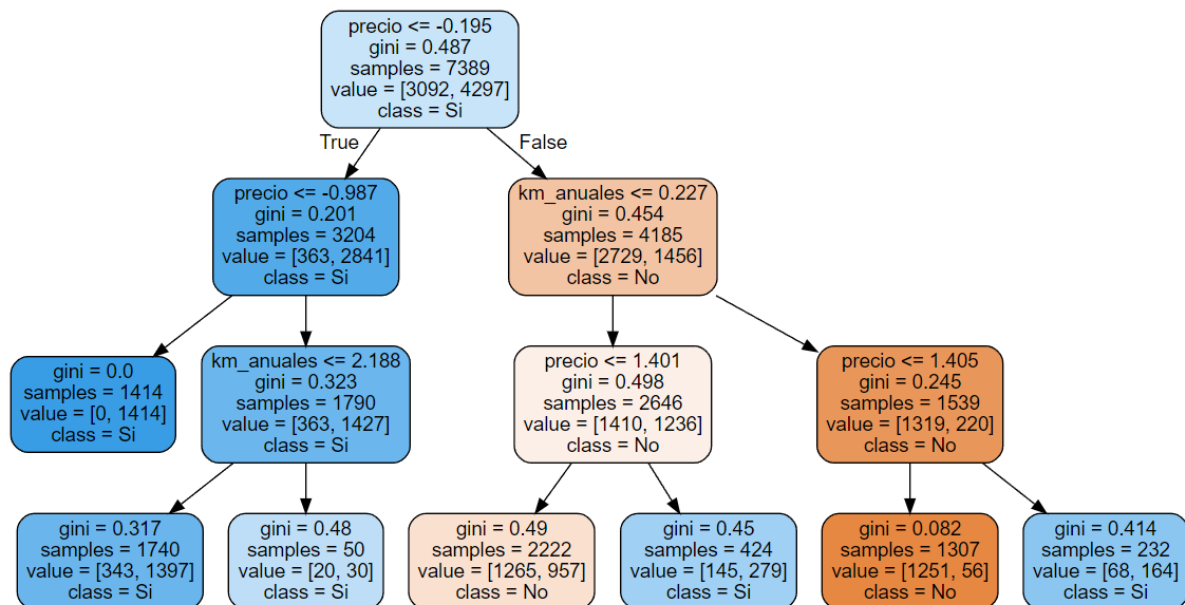 precio <= -0.195
gini = 0.487
samples = 7389
value = [3092, 4297]
class = Si
True
False
precio <= -0.987
gini = 0.201
samples = 3204
value = [363, 2841]
class = Si
km_anuales <= 0.227
gini = 0.454
samples = 4185
value = [2729, 1456]
class = No
gini = 0.0
samples = 1414
value = [0, 1414]
class = Si
km_anuales <= 2.188
gini = 0.323
samples = 1790
value = [363, 1427]
class = Si
precio <= 1.401
gini = 0.498
samples = 2646
value = [1410, 1236]
class = No
precio <= 1.405
gini = 0.245
samples = 1539
value = [1319, 220]
class = No
gini = 0.317
samples = 1740
value = [343, 1397]
class = Si
gini = 0.48
samples = 50
value = [20, 30]
class = Si
gini = 0.49
samples = 2222
value = [1265, 957]
class = No
gini = 0.45
samples = 424
value = [145, 279]
class = Si
gini = 0.082
samples = 1307
value = [1251, 56]
class = No
gini = 0.414
samples = 232
value = [68, 164]
class = Si